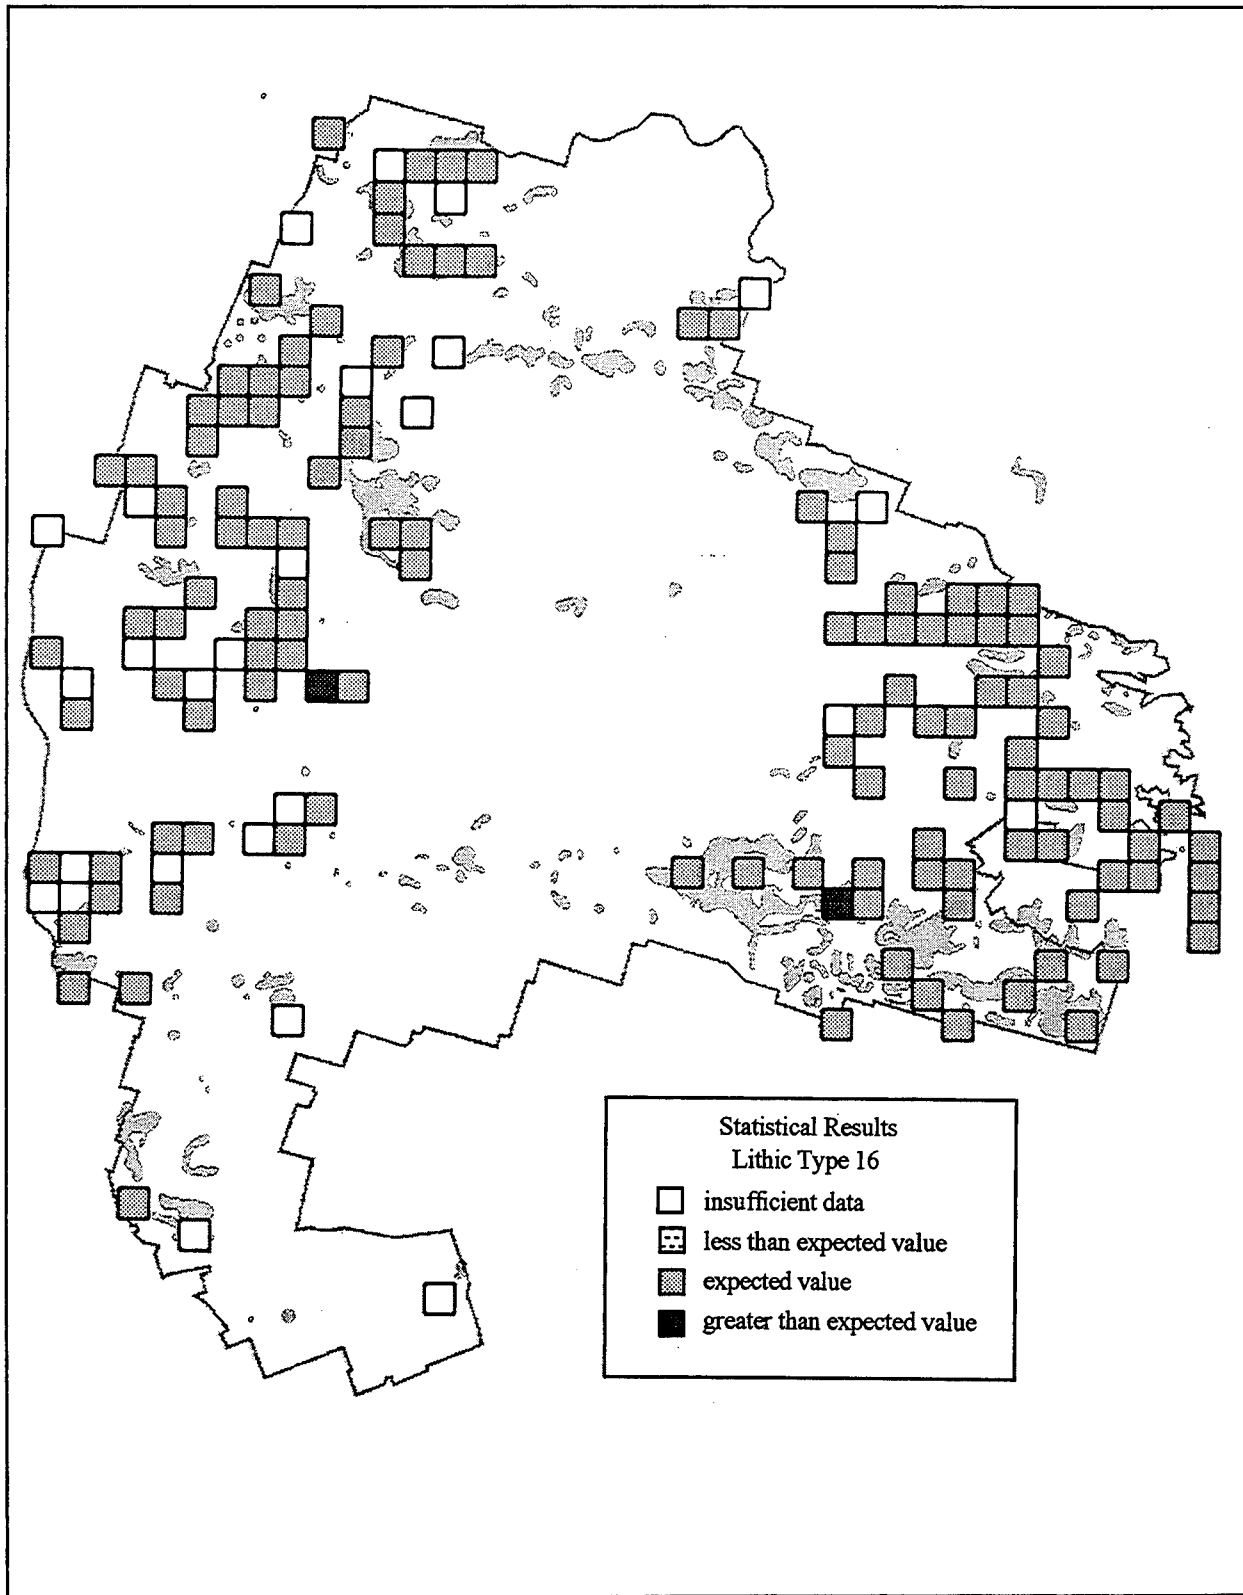 Statistical Results
Lithic Type 16
insufficient data
less than expected value
expected value
greater than expected value